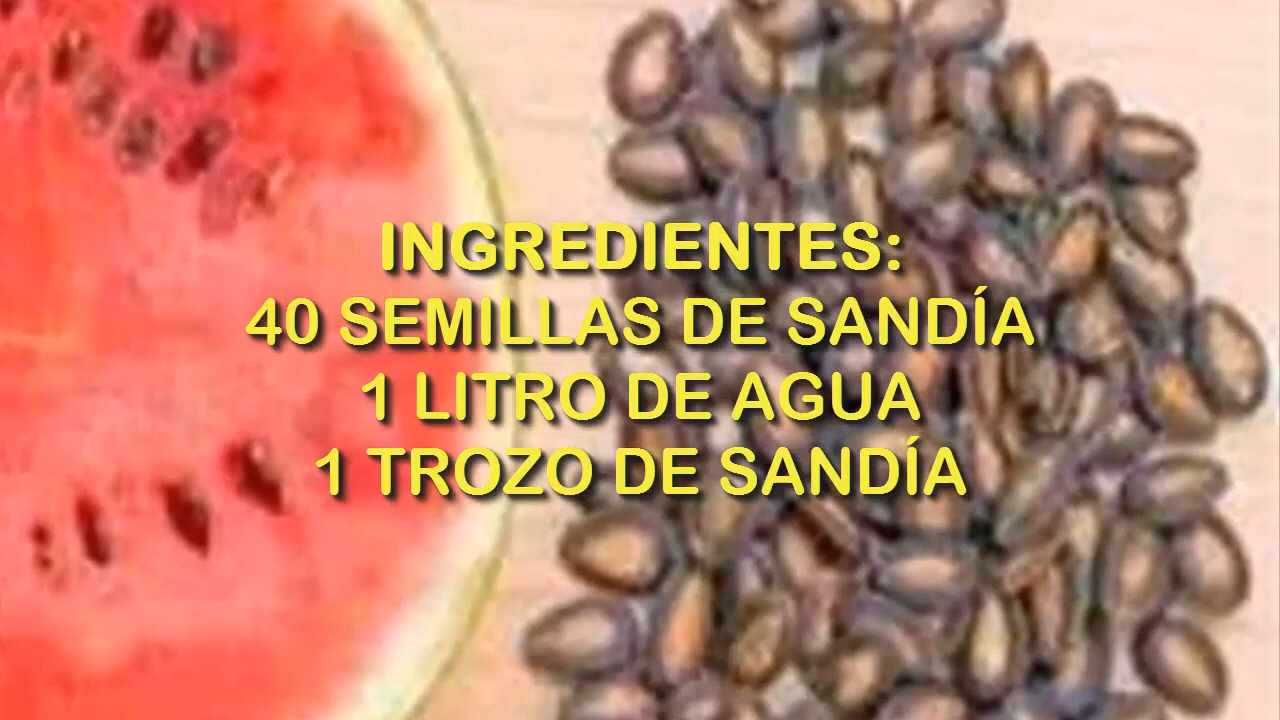 INGREDIENTES:
40 SEMILLAS DE SANDÍA
1 LITRO DE AGUA
1 TROZO DE SANDÍA